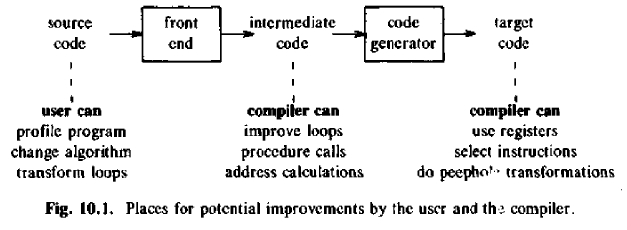 source code
front end
intermediate code
code generator
target code
user can
profile program
change algorithm
transform loops
compiler can
improve loops
procedure calls
address calculations
compiler can
use registers
select instructions
do peephole transformations
Fig. 10.1. Places for potential improvements by the user and the compiler.